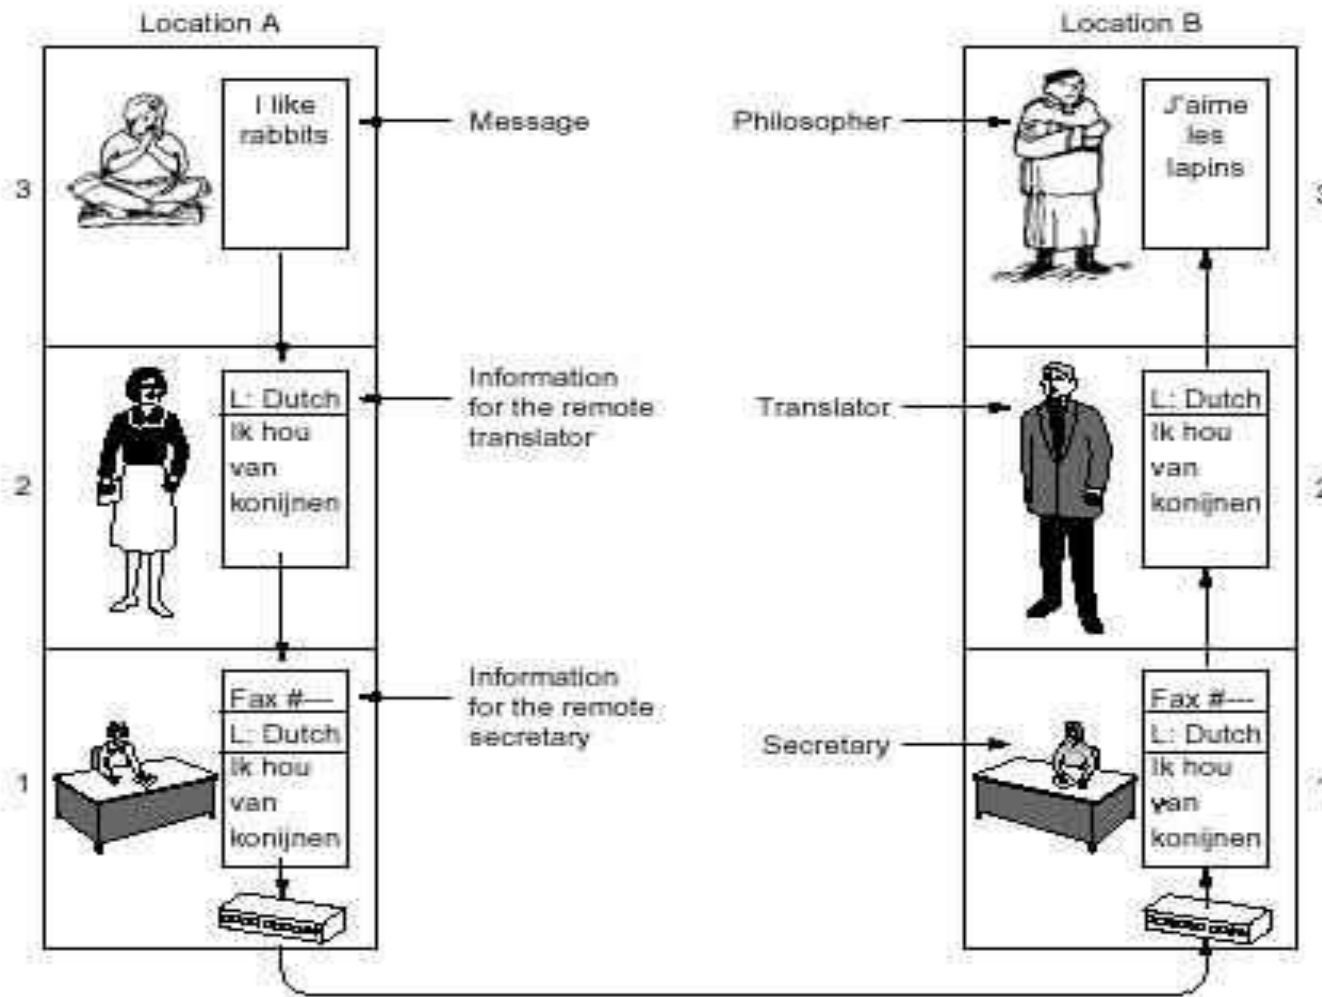 Location A
Location B
I like
rabbits
Message
Philosopher
J'aime
les
lapins
3
3
L: Dutch
Ik hou
van
konijnen
Information
for the remote
translator
Translator
L: Dutch
Ik hou
van
konijnen
2
2
Fax #---
L: Dutch
Ik hou
van
konijnen
Information
for the remote
secretary
Secretary
Fax #---
L: Dutch
Ik hou
van
konijnen
1